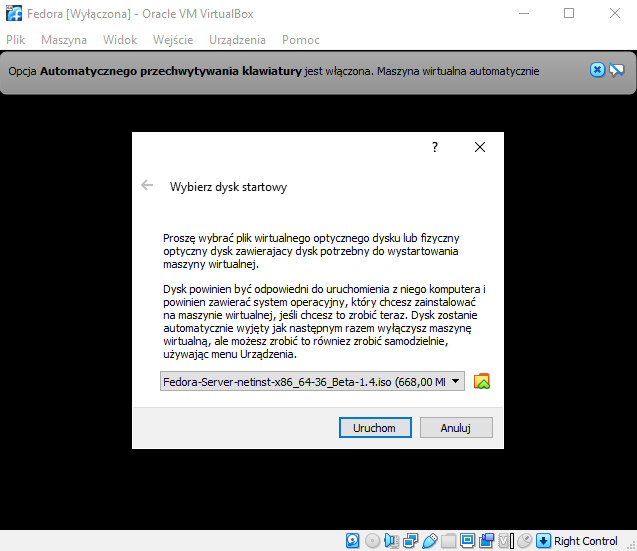 Fedora [Wyłączona] - Oracle VM VirtualBox
Plik Maszyna Widok Wejście Urządzenia Pomoc
Opcja Automatycznego przechwytywania klawiatury jest włączona. Maszyna wirtualna automatycznie
?
Wybierz dysk startowy
Proszę wybrać plik wirtualnego optycznego dysku lub fizyczny
optyczny dysk zawierajacy dysk potrzebny do wystartowania
maszyny wirtualnej.
Dysk powinien być odpowiedni do uruchomienia z niego komputera i
powinien zawierać system operacyjny, który chcesz zainstalować
na maszynie wirtualnej, jeśli chcesz to zrobić teraz. Dysk zostanie
automatycznie wyjęty jak następnym razem wyłączysz maszynę
wirtualną, ale możesz zrobić to również zrobić samodzielnie,
używając menu Urządzenia.
Fedora-Server-netinst-x86_64-36_Beta-1.4.iso (668,00 MI
Uruchom Anuluj
Right Control